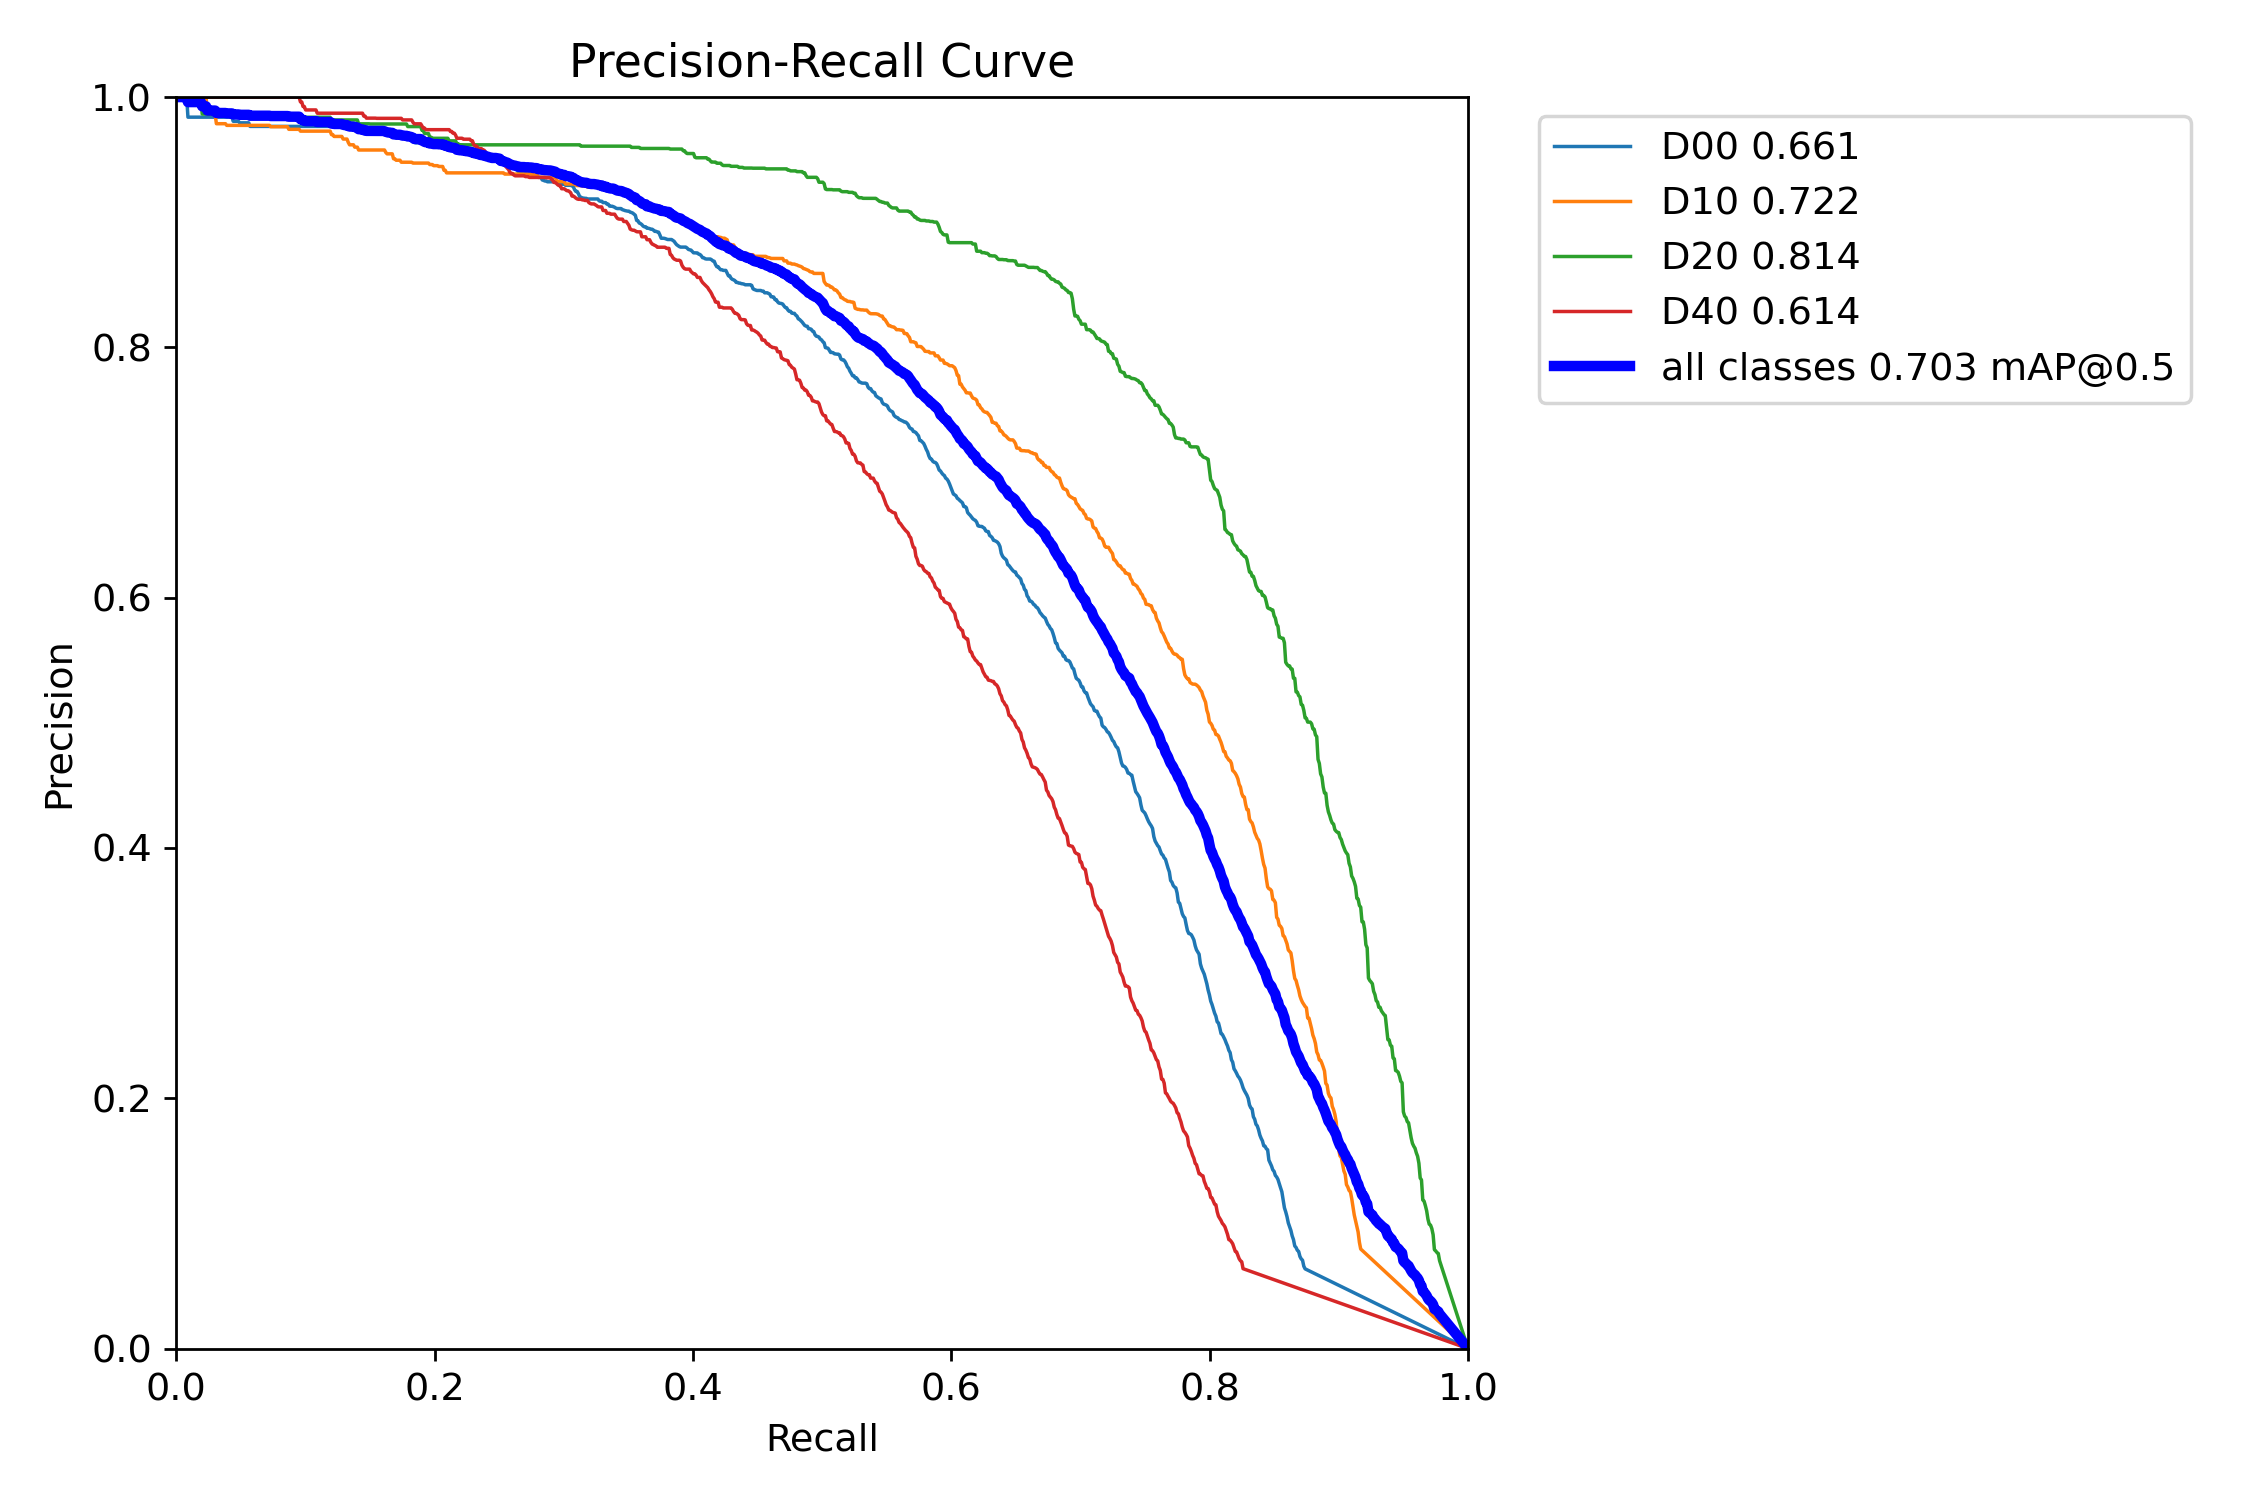 Precision-Recall Curve
1.0
0.8
0.6
0.4
0.2
0.0
Precision
0.0 0.2 0.4 0.6 0.8 1.0
Recall
D00 0.661
D10 0.722
D20 0.814
D40 0.614
all classes 0.703 mAP@0.5